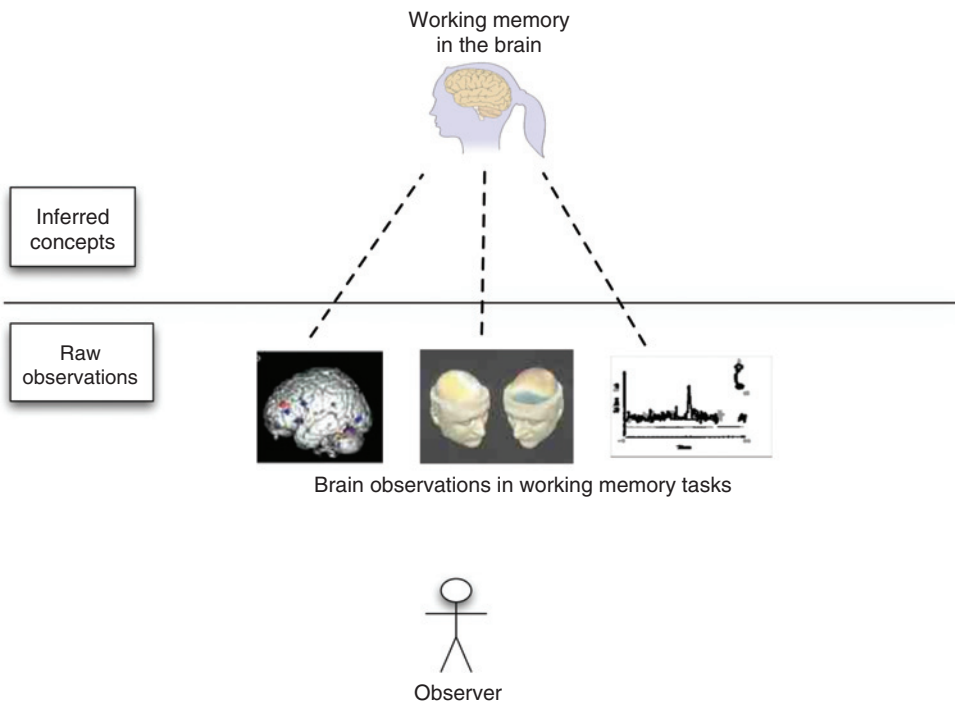 Working memory
in the brain
Inferred
concepts
Raw
observations
Brain observations in working memory tasks
Observer